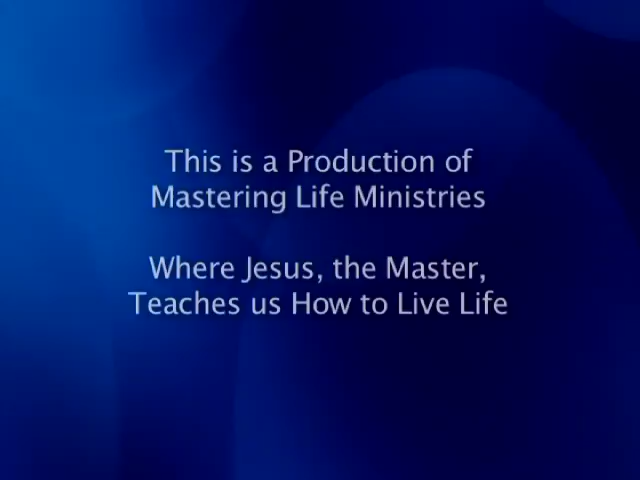 This is a Production of
Mastering Life Ministries
Where Jesus, the Master,
Teaches us How to Live Life